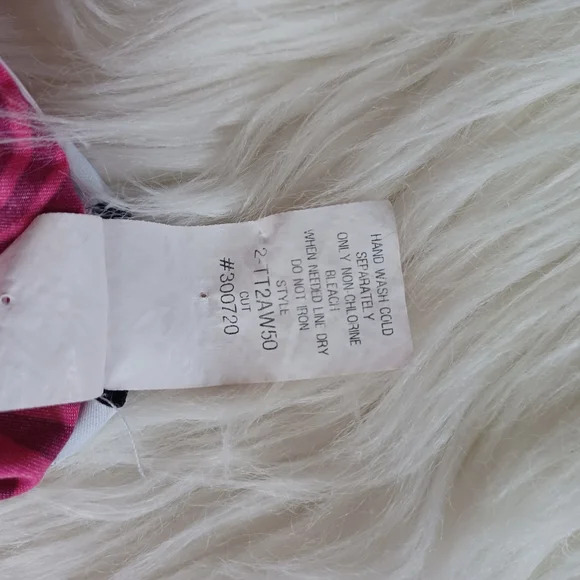 HAND WASH COLD
SEPARATELY
ONLY NON-CHLORINE
BLEACH
WHEN NEEDED LINE DRY
DO NOT IRON
STYLE
2-TT2AW50
CUT
#300720